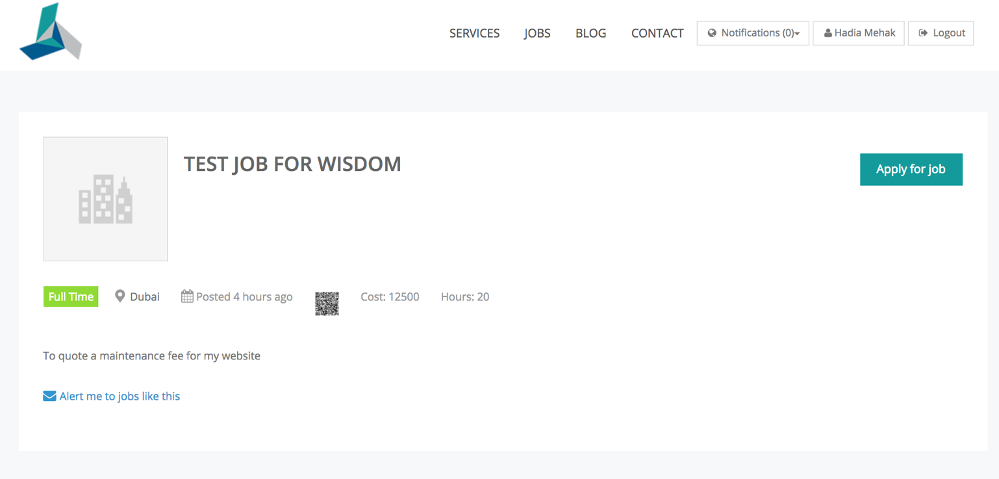 SERVICES JOBS BLOG CONTACT Notifications (0) Hadia Mehak Logout
TEST JOB FOR WISDOM
Apply for job
Full Time Dubai Posted 4 hours ago Cost: 12500 Hours: 20
To quote a maintenance fee for my website
Alert me to jobs like this